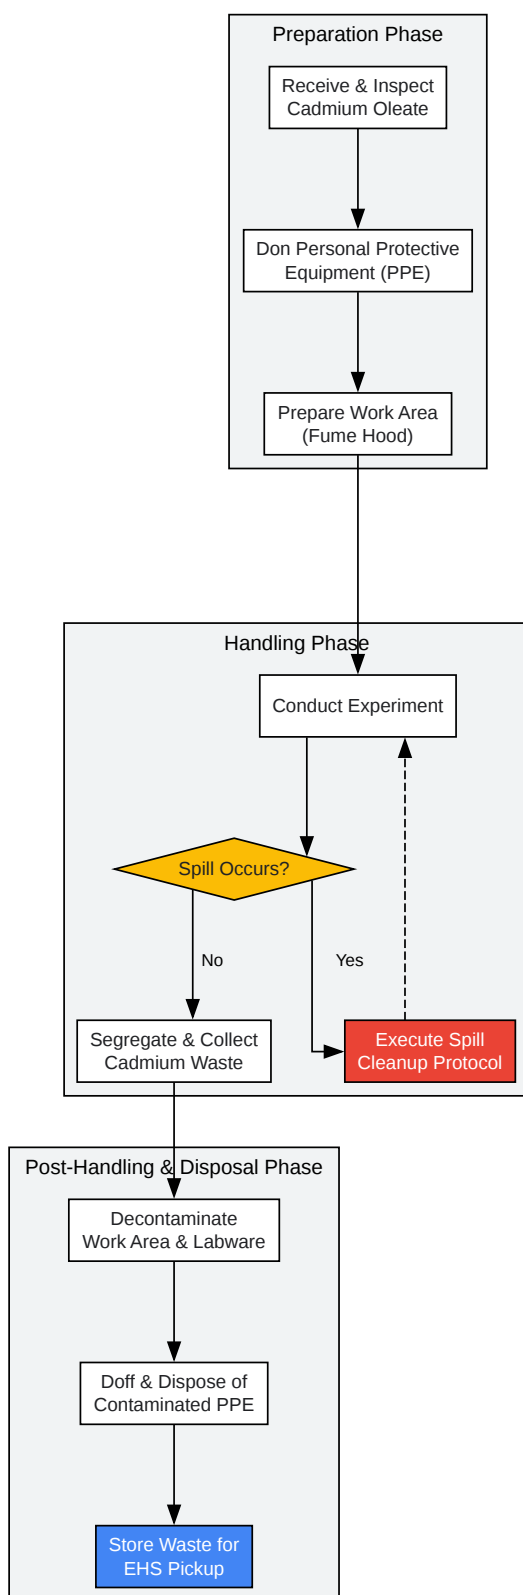 Preparation Phase
Receive & Inspect
Cadmium Oleate
Don Personal Protective
Equipment (PPE)
Prepare Work Area
(Fume Hood)
Handling Phase
Conduct Experiment
Spill Occurs?
No
Yes
Segregate & Collect
Cadmium Waste
Execute Spill
Cleanup Protocol
Post-Handling & Disposal Phase
Decontaminate
Work Area & Labware
Doff & Dispose of
Contaminated PPE
Store Waste for
EHS Pickup